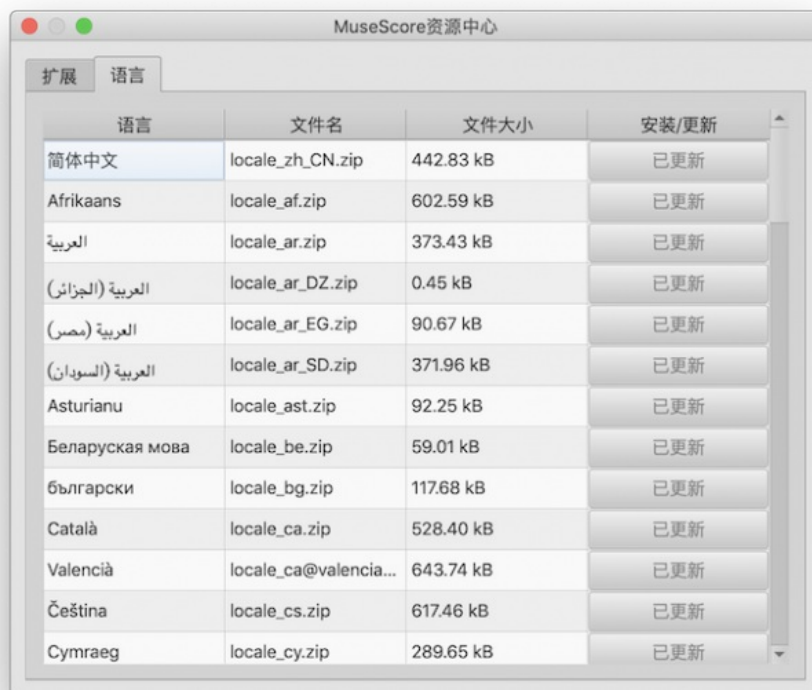 MuseScore资源中心
扩展 语言
语言 文件名 文件大小 安装/更新
简体中文 locale_zh_CN.zip 442.83 kB 已更新
Afrikaans locale_af.zip 602.59 kB 已更新
العربية locale_ar.zip 373.43 kB 已更新
العربية (الجزائر) locale_ar_DZ.zip 0.45 kB 已更新
العربية (مصر) locale_ar_EG.zip 90.67 kB 已更新
العربية (السودان) locale_ar_SD.zip 371.96 kB 已更新
Asturianu locale_ast.zip 92.25 kB 已更新
Беларуская мова locale_be.zip 59.01 kB 已更新
български locale_bg.zip 117.68 kB 已更新
Català locale_ca.zip 528.40 kB 已更新
Valencià locale_ca@valencia... 643.74 kB 已更新
Čeština locale_cs.zip 617.46 kB 已更新
Cymraeg locale_cy.zip 289.65 kB 已更新